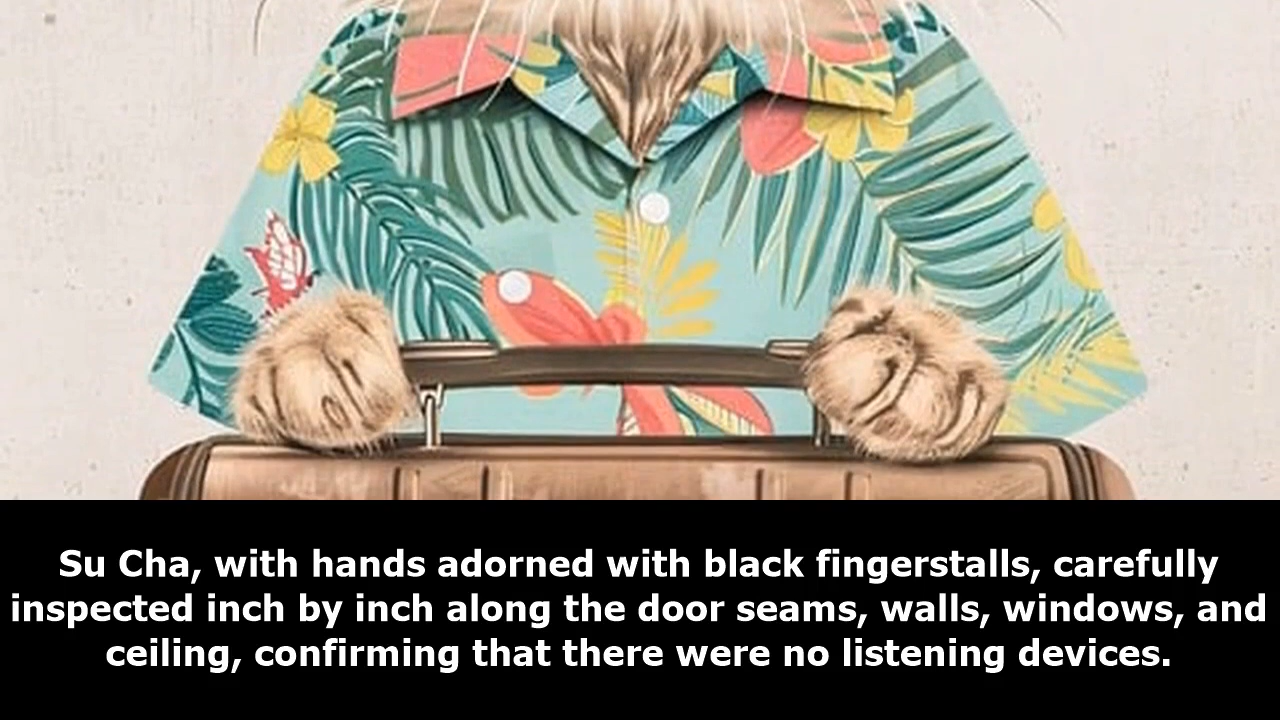 Su Cha, with hands adorned with black fingerstalls, carefully
inspected inch by inch along the door seams, walls, windows, and
ceiling, confirming that there were no listening devices.